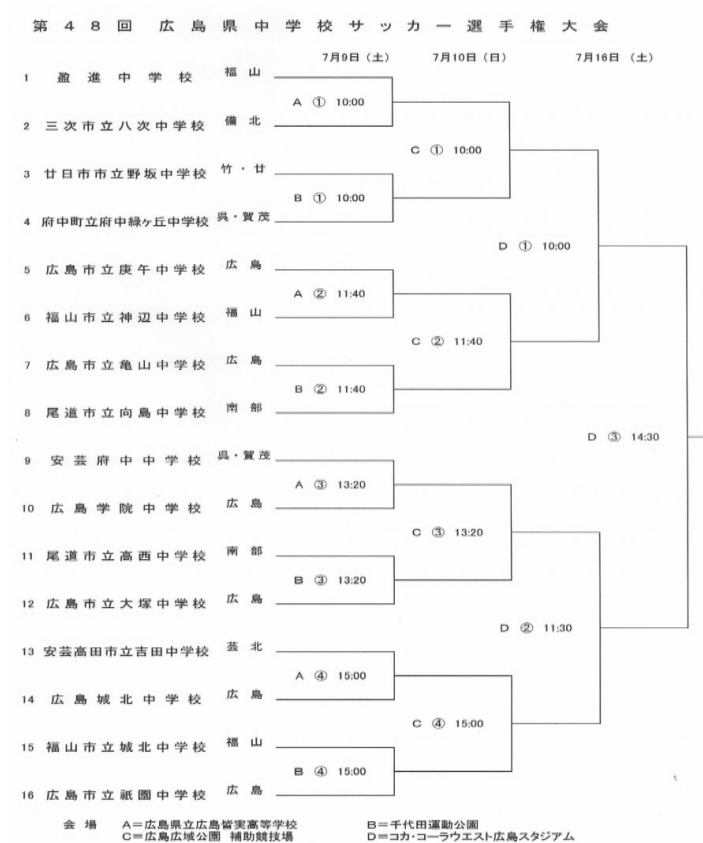 第48回 広島県中学校サッカー選手権大会
7月9日（土） 7月10日（日） 7月16日（土）
1 盈進中学校 福山
A ① 10:00
2 三次市立八次中学校 備北
C ① 10:00
3 廿日市市立野坂中学校 竹・廿
B ① 10:00
4 府中町立府中緑ヶ丘中学校 呉・賀茂
D ① 10:00
5 広島市立庚午中学校 広島
A ② 11:40
6 福山市立神辺中学校 福山
C ② 11:40
7 広島市立亀山中学校 広島
B ② 11:40
8 尾道市立向島中学校 南部
D ③ 14:30
9 安芸府中中学校 呉・賀茂
A ③ 13:20
10 広島学院中学校 広島
C ③ 13:20
11 尾道市立高西中学校 南部
B ③ 13:20
12 広島市立大塚中学校 広島
D ② 11:30
13 安芸高田市立吉田中学校 芸北
A ④ 15:00
14 広島城北中学校 広島
C ④ 15:00
15 福山市立城北中学校 福山
B ④ 15:00
16 広島市立祇園中学校 広島
会場 A＝広島県立広島皆実高等学校 B＝千代田運動公園
C＝広島広域公園 補助競技場 D＝コカ・コーラウエスト広島スタジアム